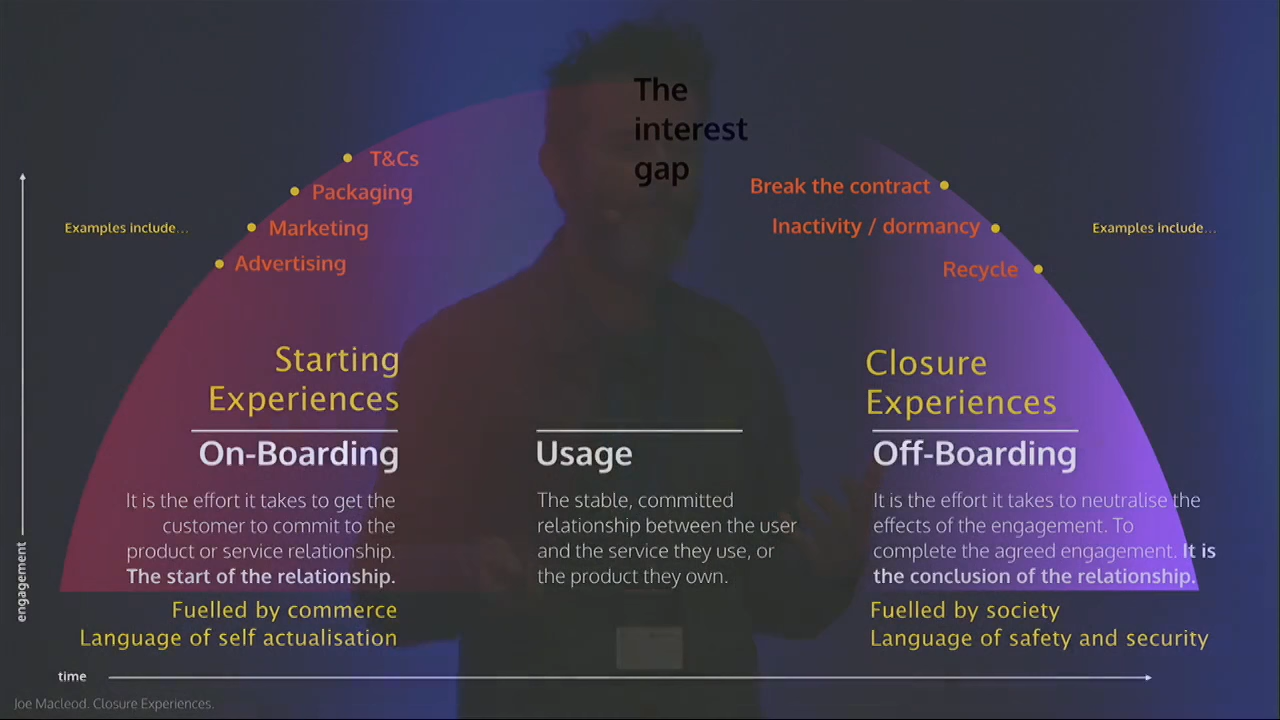 The
interest
gap
T&Cs
Packaging
Marketing
Advertising
Examples include...
Break the contract
Inactivity / dormancy
Recycle
Examples include...
Starting
Experiences
On-Boarding
It is the effort it takes to get the
customer to commit to the
product or service relationship.
The start of the relationship.
Fuelled by commerce
Language of self actualisation
Usage
The stable, committed
relationship between the user
and the service they use, or
the product they own.
Closure
Experiences
Off-Boarding
It is the effort it takes to neutralise the
effects of the engagement. To
complete the agreed engagement. It is
the conclusion of the relationship.
Fuelled by society
Language of safety and security
engagement
time
Joe Macleod. Closure Experiences.